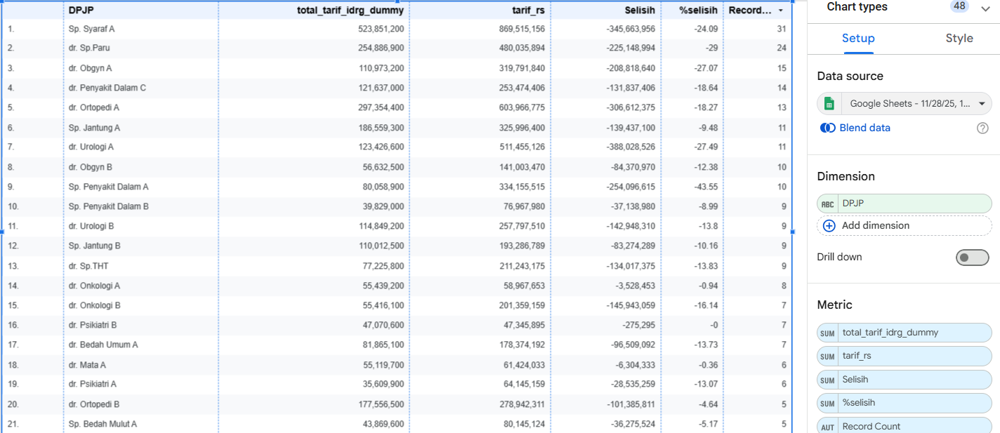 DPJP total_tarif_idrg_dummy tarif_rs Selisih %selisih Record...
1. Sp. Syaraf A 523,851,200 869,515,156 -345,663,956 -24.09 31
2. dr. Sp.Paru 254,886,900 480,035,894 -225,148,994 -29 24
3. dr. Obgyn A 110,973,200 319,791,840 -208,818,640 -27.07 15
4. dr. Penyakit Dalam C 121,637,000 253,474,406 -131,837,406 -18.64 14
5. dr. Ortopedi A 297,354,400 603,966,775 -306,612,375 -18.27 13
6. Sp. Jantung A 186,559,300 325,996,400 -139,437,100 -9.48 11
7. dr. Urologi A 123,426,600 511,455,126 -388,028,526 -27.49 11
8. dr. Obgyn B 56,632,500 141,003,470 -84,370,970 -12.38 10
9. Sp. Penyakit Dalam A 80,058,900 334,155,515 -254,096,615 -43.55 10
10. Sp. Penyakit Dalam B 39,829,000 76,967,980 -37,138,980 -8.99 9
11. dr. Urologi B 114,849,200 257,797,510 -142,948,310 -13.8 9
12. Sp. Jantung B 110,012,500 193,286,789 -83,274,289 -10.16 9
13. dr. Sp.THT 77,225,800 211,243,175 -134,017,375 -13.83 9
14. dr. Onkologi A 55,439,200 58,967,653 -3,528,453 -0.94 8
15. dr. Onkologi B 55,416,100 201,359,159 -145,943,059 -16.14 7
16. dr. Psikiatri B 47,070,600 47,345,895 -275,295 -0 7
17. dr. Bedah Umum A 81,865,100 178,374,192 -96,509,092 -13.73 7
18. dr. Mata A 55,119,700 61,424,033 -6,304,333 -0.36 6
19. dr. Psikiatri A 35,609,900 64,145,159 -28,535,259 -13.07 6
20. dr. Ortopedi B 177,556,500 278,942,311 -101,385,811 -4.64 5
21. Sp. Bedah Mulut A 43,869,600 80,145,124 -36,275,524 -5.17 5
Chart types 48
Setup Style
Data source
Google Sheets - 11/28/25, 1...
Blend data ?
Dimension
ABC DPJP
Add dimension
Drill down
Metric
SUM total_tarif_idrg_dummy
SUM tarif_rs
SUM Selisih
SUM %selisih
AUT Record Count